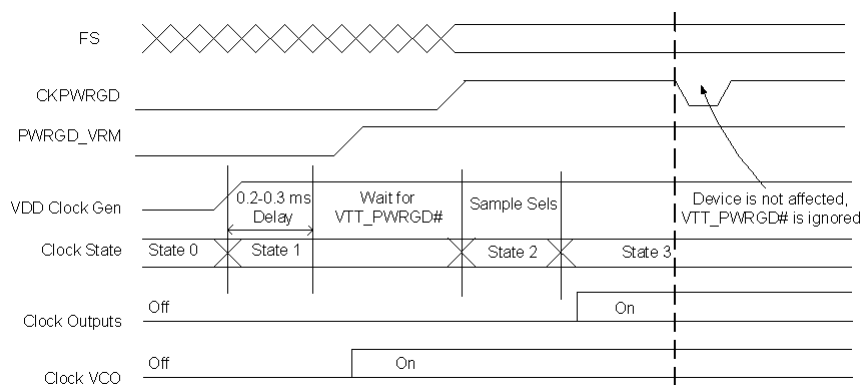 FS
CKPWRGD
PWRGD_VRM
VDD Clock Gen
0.2-0.3 ms
Delay
Wait for
VTT_PWRGD#
Sample Sels
Device is not affected,
VTT_PWRGD# is ignored
Clock State
State 0
State 1
State 2
State 3
Clock Outputs
Off
On
Clock VCO
Off
On